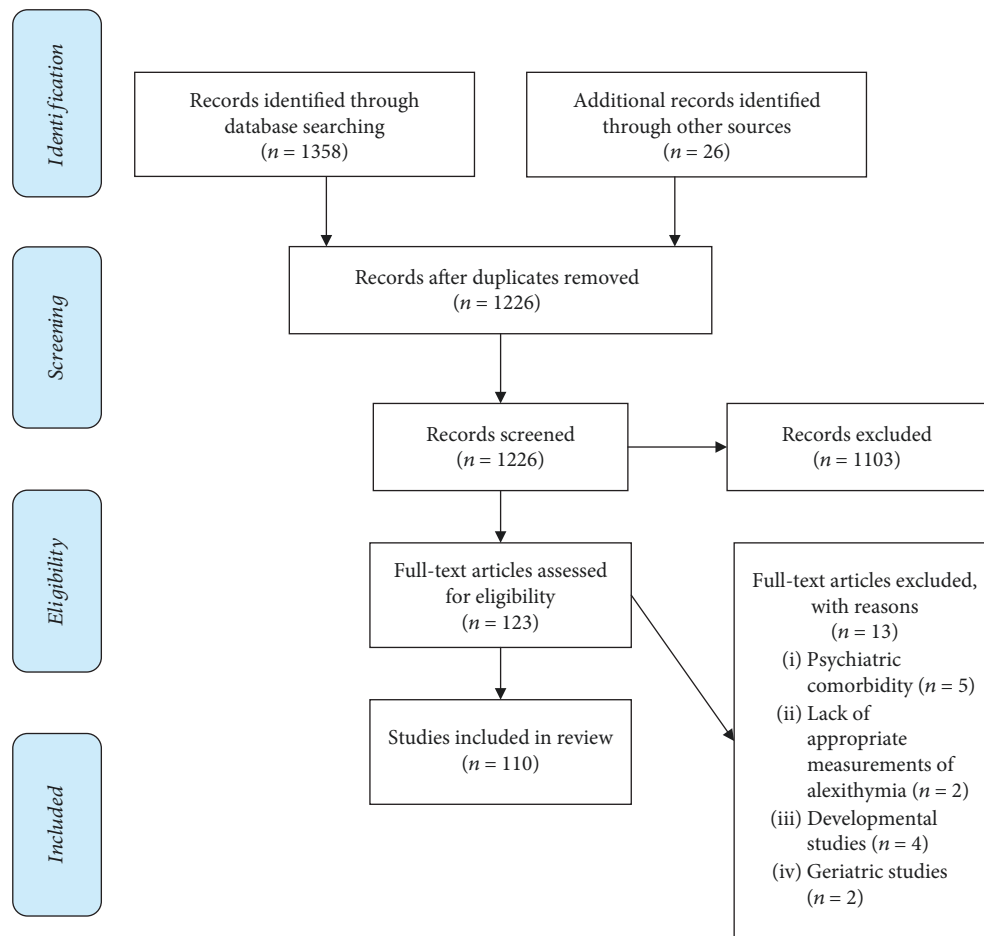 Identification
Records identified through
database searching
(n = 1358)
Additional records identified
through other sources
(n = 26)
Screening
Records after duplicates removed
(n = 1226)
Records screened
(n = 1226)
Records excluded
(n = 1103)
Eligibility
Full-text articles assessed
for eligibility
(n = 123)
Full-text articles excluded,
with reasons
(n = 13)
(i) Psychiatric
comorbidity (n = 5)
(ii) Lack of
appropriate
measurements of
alexithymia (n = 2)
(iii) Developmental
studies (n = 4)
(iv) Geriatric studies
(n = 2)
Included
Studies included in review
(n = 110)